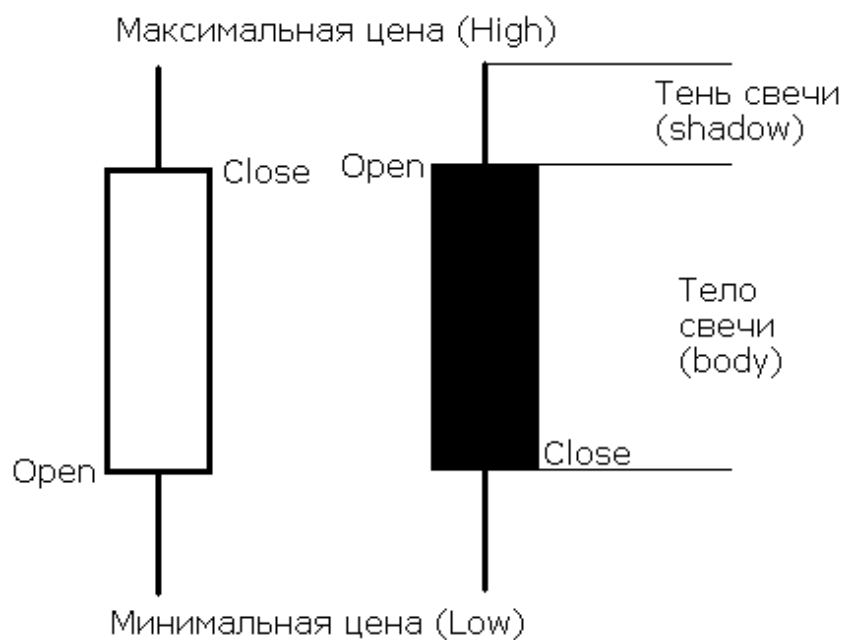 Максимальная цена (High)
Тень свечи
(shadow)
Close
Open
Тело
свечи
(body)
Open
Close
Минимальная цена (Low)